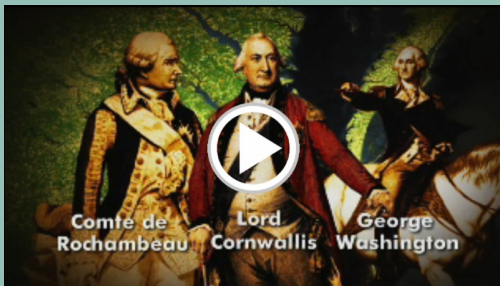 Comte de
Rochambeau
Lord
Cornwallis
George
Washington